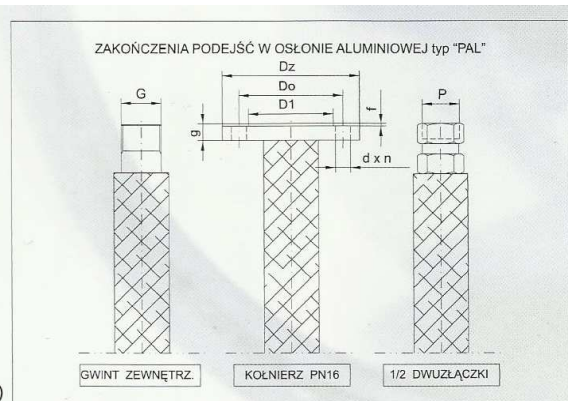 ZAKOŃCZENIA PODEJŚĆ W OSŁONIE ALUMINIOWEJ typ "PAL"
G
Dz
Do
D1
f
g
d x n
P
GWINT ZEWNĘTRZ.
KOŁNIERZ PN16
1/2 DWUZŁĄCZKI
)